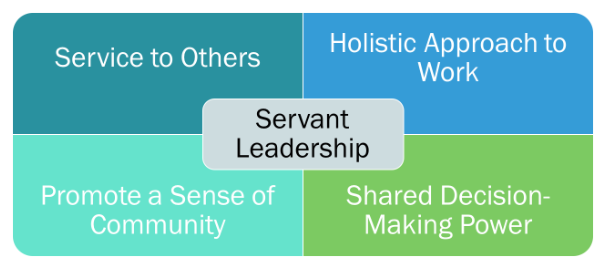 Service to Others
Holistic Approach to
Work
Servant
Leadership
Promote a Sense of
Community
Shared Decision-
Making Power